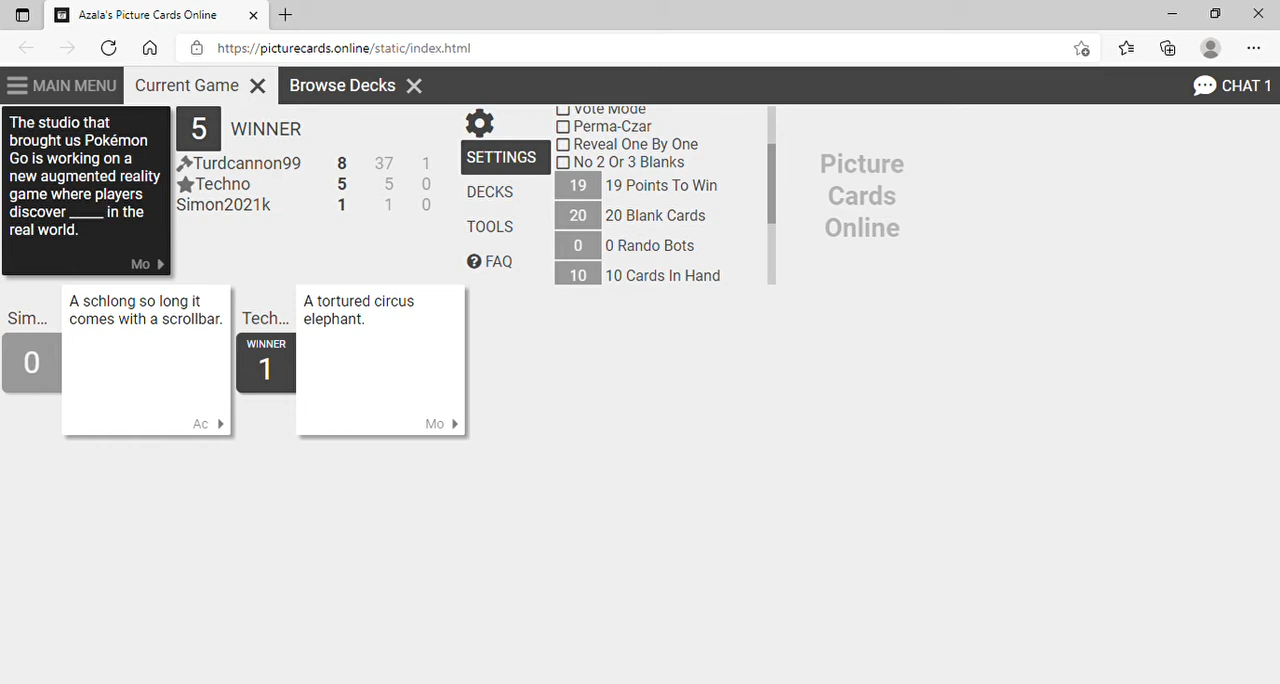 Azala's Picture Cards Online
https://picturecards.online/static/index.html
MAIN MENU
Current Game
Browse Decks
CHAT 1
The studio that
brought us Pokémon
Go is working on a
new augmented reality
game where players
discover _____ in the
real world.
Mo
5 WINNER
Turdcannon99 8 37 1
Techno 5 5 0
Simon2021k 1 1 0
SETTINGS
DECKS
TOOLS
FAQ
Vote Mode
Perma-Czar
Reveal One By One
No 2 Or 3 Blanks
19 19 Points To Win
20 20 Blank Cards
0 0 Rando Bots
10 10 Cards In Hand
Picture
Cards
Online
Sim...
0
A schlong so long it
comes with a scrollbar.
Ac
Tech...
WINNER
1
A tortured circus
elephant.
Mo